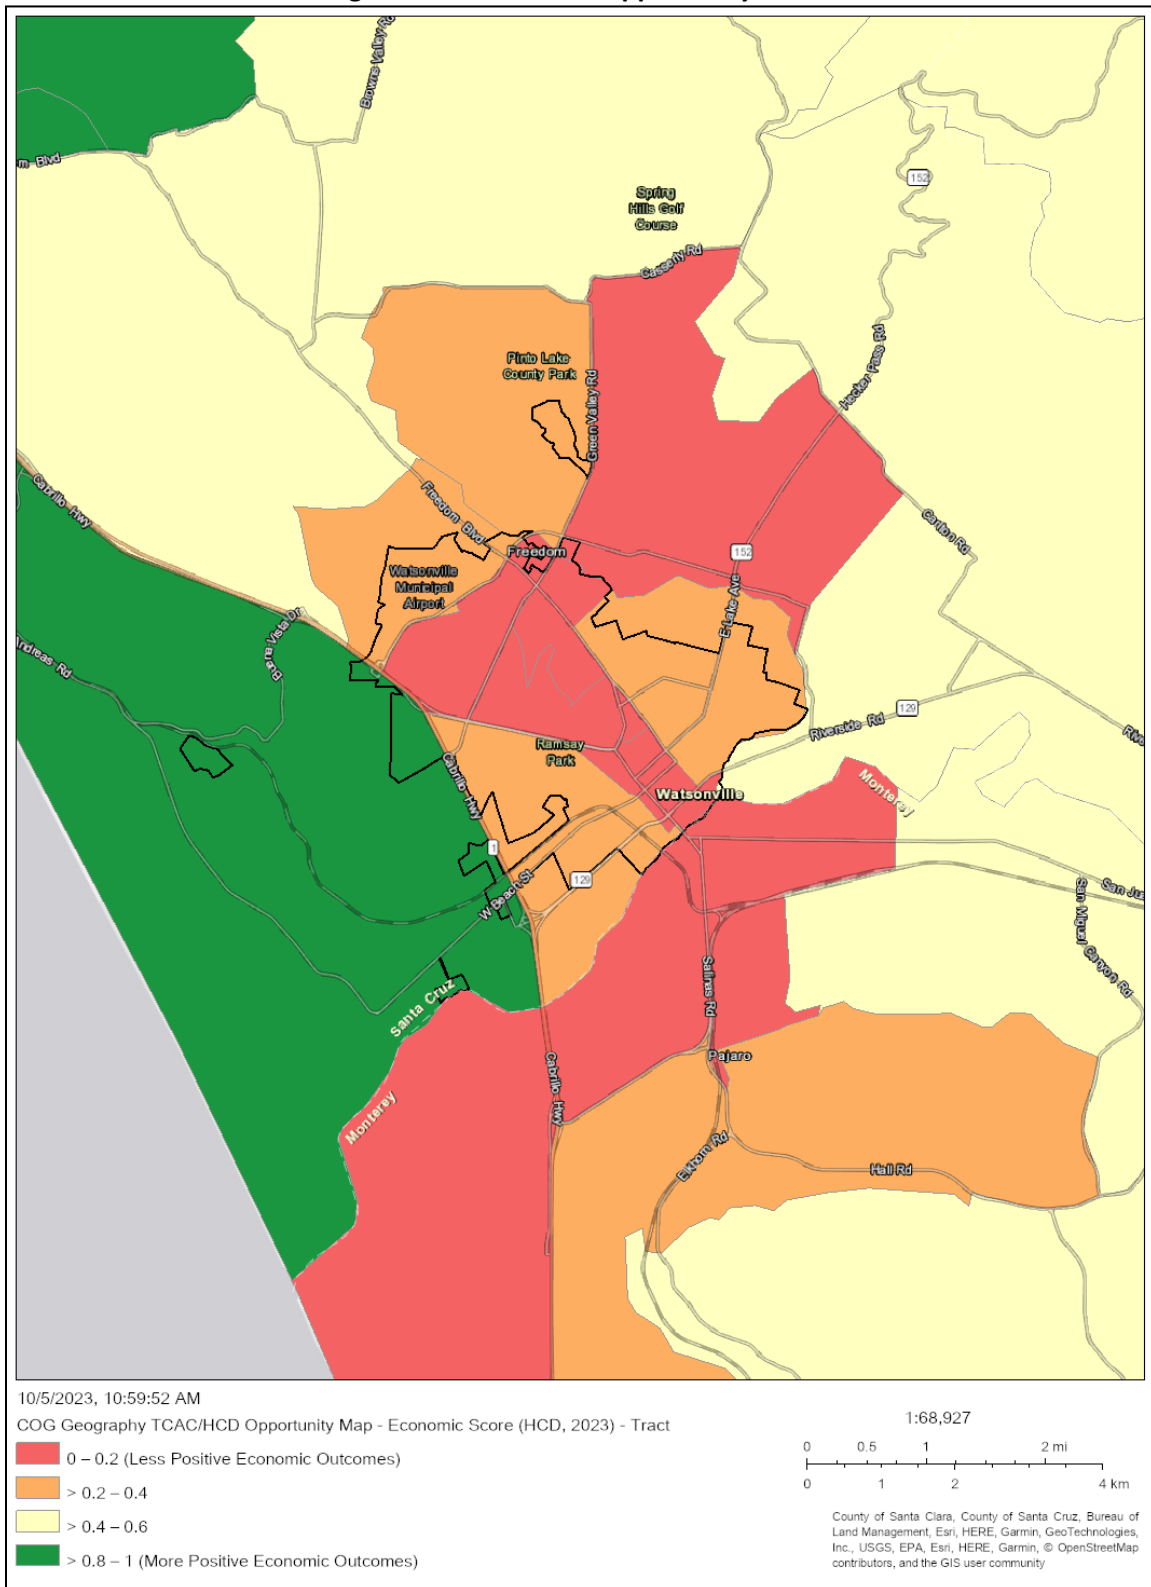 Browns Valley Rd
m Blvd
152
Spring
Hills Golf
Course
Casserly Rd
Hecker Pass Rd
Pinto Lake
County Park
Green Valley Rd
Cabrillo Hwy
Freedom Blvd
Carlton Rd
Freedom
152
Watsonville
Municipal
Airport
E Lake Ave
Buena Vista Dr
Andreas Rd
129
Riverside Rd
Rivo
Ramsay
Park
Cabrillo Hwy
Watsonville
Monterey
1
W Beach St
129
San Jua
San Miguel Canyon Rd
Salinas Rd
Santa Cruz
Monterey
Pajaro
Cabrillo Hwy
Elkhorn Rd
Hall Rd
10/5/2023, 10:59:52 AM
COG Geography TCAC/HCD Opportunity Map - Economic Score (HCD, 2023) - Tract
0 – 0.2 (Less Positive Economic Outcomes)
> 0.2 – 0.4
> 0.4 – 0.6
> 0.8 – 1 (More Positive Economic Outcomes)
1:68,927
0 0.5 1 2 mi
0 1 2 4 km
County of Santa Clara, County of Santa Cruz, Bureau of
Land Management, Esri, HERE, Garmin, GeoTechnologies,
Inc., USGS, EPA, Esri, HERE, Garmin, © OpenStreetMap
contributors, and the GIS user community